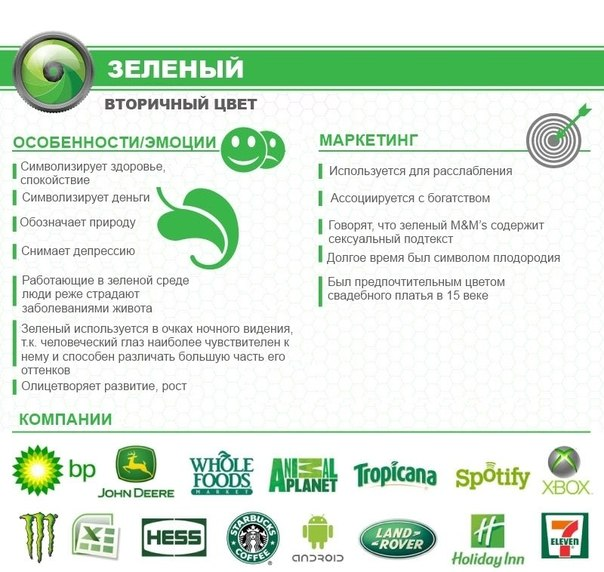 ЗЕЛЕНЫЙ
ВТОРИЧНЫЙ ЦВЕТ
ОСОБЕННОСТИ/ЭМОЦИИ
Символизирует здоровье,
спокойствие
Символизирует деньги
Обозначает природу
Снимает депрессию
Работающие в зеленой среде
люди реже страдают
заболеваниями живота
Зеленый используется в очках ночного видения,
т.к. человеческий глаз наиболее чувствителен к
нему и способен различать большую часть его
оттенков
Олицетворяет развитие, рост
МАРКЕТИНГ
Используется для расслабления
Ассоциируется с богатством
Говорят, что зеленый M&M's содержит
сексуальный подтекст
Долгое время был символом плодородия
Был предпочтительным цветом
свадебного платья в 15 веке
КОМПАНИИ
bp
JOHN DEERE
WHOLE
FOODS
MARKET
ANIMAL
PLANET
Tropicana
Spotify
XBOX
X
HESS
STARBUCKS
COFFEE
ANDROID
LAND
ROVER
H
Holiday Inn
7
ELEVEN